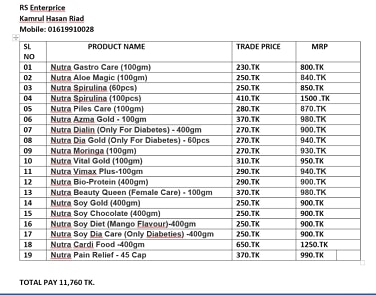 RS Enterprice
Kamrul Hasan Riad
Mobile: 01619910028
SL NO PRODUCT NAME TRADE PRICE MRP
01 Nutra Gastro Care (100gm) 230.TK 800.TK
02 Nutra Aloe Magic (100gm) 250.TK 840.TK
03 Nutra Spirulina (60pcs) 250.TK 850.TK
04 Nutra Spirulina (100pcs) 410.TK 1500 .TK
05 Nutra Piles Care (100gm) 280.TK 870.TK
06 Nutra Azma Gold - 100gm 370.TK 980.TK
07 Nutra Dialin (Only For Diabetes) - 400gm 270.TK 900.TK
08 Nutra Dia Gold (Only For Diabetes) - 60pcs 270.TK 940.TK
09 Nutra Moringa (100gm) 270.TK 930.TK
10 Nutra Vital Gold (100gm) 310.TK 950.TK
11 Nutra Vimax Plus-100gm 290.TK 940.TK
12 Nutra Bio-Protein (400gm) 290.TK 900.TK
13 Nutra Beauty Queen (Female Care) - 100gm 370.TK 980.TK
14 Nutra Soy Gold (400gm) 250.TK 900.TK
15 Nutra Soy Chocolate (400gm) 250.TK 900.TK
16 Nutra Soy Diet (Mango Flavour)-400gm 250.TK 900.TK
17 Nutra Soy Dia Care (Only Diabeties) -400gm 250.TK 900.TK
18 Nutra Cardi Food -400gm 650.TK 1250.TK
19 Nutra Pain Relief - 45 Cap 370.TK 990.TK
TOTAL PAY 11,760 TK.